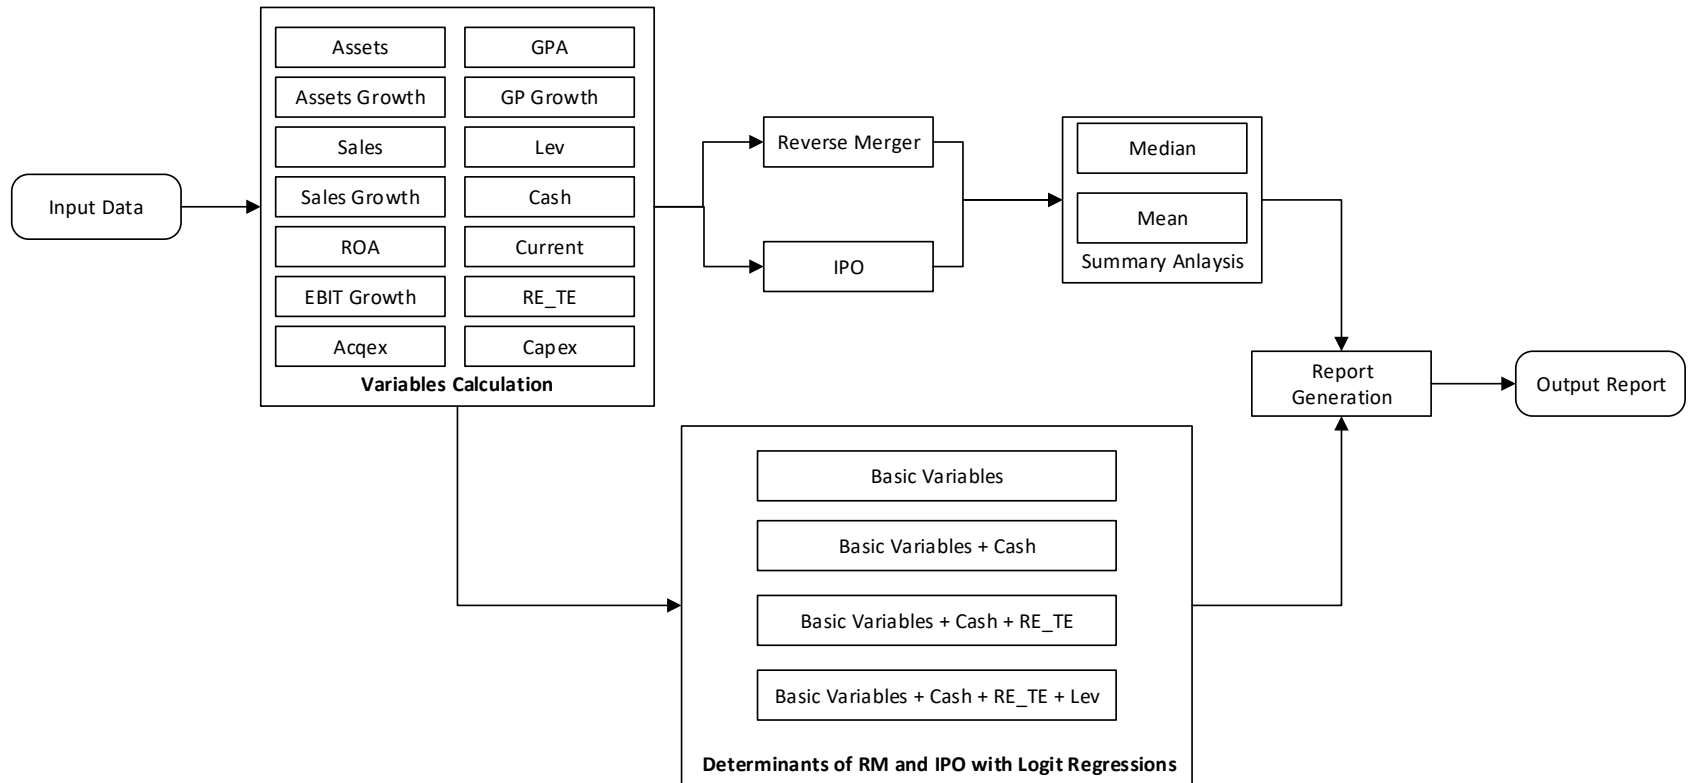 Input Data
Assets
GPA
Assets Growth
GP Growth
Sales
Lev
Sales Growth
Cash
ROA
Current
EBIT Growth
RE_TE
Acqex
Capex
Variables Calculation
Reverse Merger
IPO
Median
Mean
Summary Anlaysis
Basic Variables
Basic Variables + Cash
Basic Variables + Cash + RE_TE
Basic Variables + Cash + RE_TE + Lev
Determinants of RM and IPO with Logit Regressions
Report
Generation
Output Report